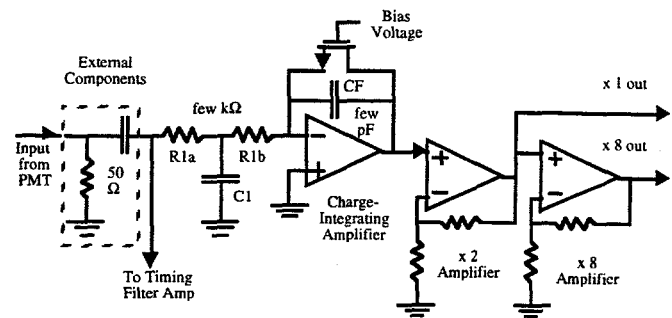 Bias
Voltage
External
Components
CF
few
pF
few kΩ
x 1 out
x 8 out
Input
from
PMT
50
Ω
R1a
R1b
C1
Charge-
Integrating
Amplifier
x 2
Amplifier
x 8
Amplifier
To Timing
Filter Amp